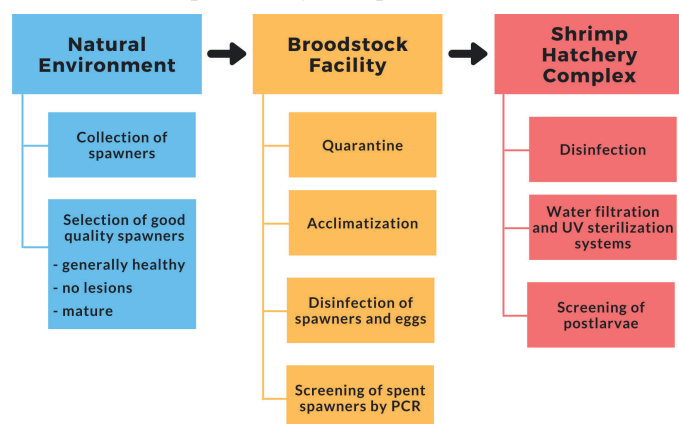 Natural
Environment
Collection of
spawners
Selection of good
quality spawners
- generally healthy
- no lesions
- mature
Broodstock
Facility
Quarantine
Acclimatization
Disinfection of
spawners and eggs
Screening of spent
spawners by PCR
Shrimp
Hatchery
Complex
Disinfection
Water filtration
and UV sterilization
systems
Screening of
postlarvae